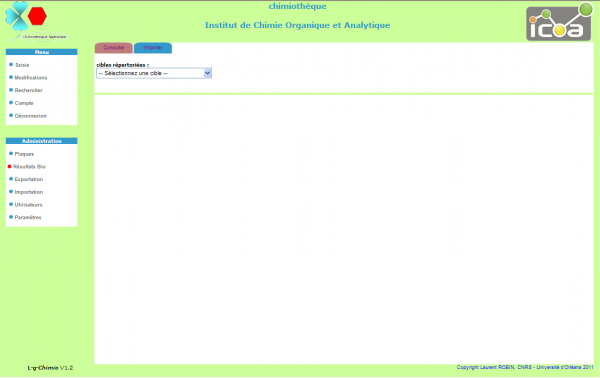 chimiothèque
Institut de Chimie Organique et Analytique
icoa
Chimiothèque Nationale
Menu
Saisie
Modifications
Rechercher
Compte
Déconnexion
Administration
Plaques
Résultats Bio
Exportation
Importation
Utilisateurs
Paramètres
Consulter
Importer
cibles répertoriées :
-- Sélectionnez une cible --
L-g-Chimio V1.2
Copyright Laurent ROBIN, CNRS - Université d'Orléans 2011